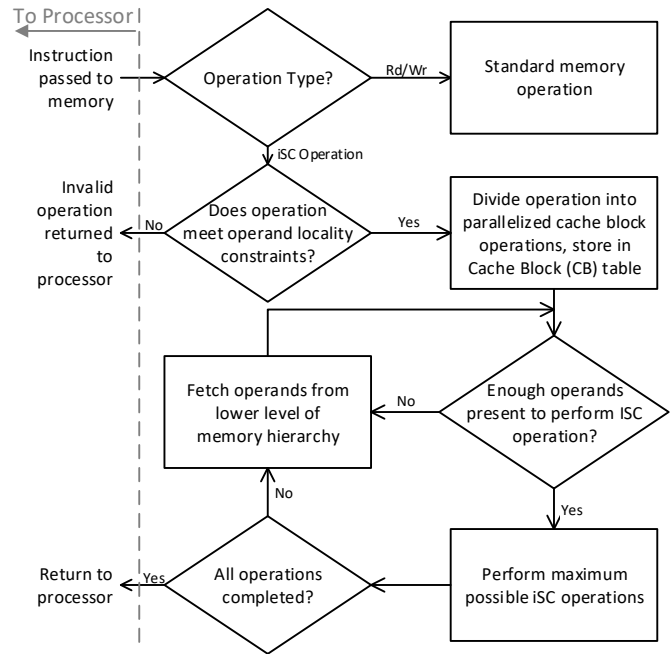 To Processor
Instruction
passed to
memory
Operation Type?
Rd/Wr
Standard memory
operation
iSC Operation
Invalid
operation
returned
to
processor
No
Does operation
meet operand locality
constraints?
Yes
Divide operation into
parallelized cache block
operations, store in
Cache Block (CB) table
Fetch operands from
lower level of
memory hierarchy
No
Enough operands
present to perform ISC
operation?
No
Yes
Return to
processor
Yes
All operations
completed?
Perform maximum
possible iSC operations